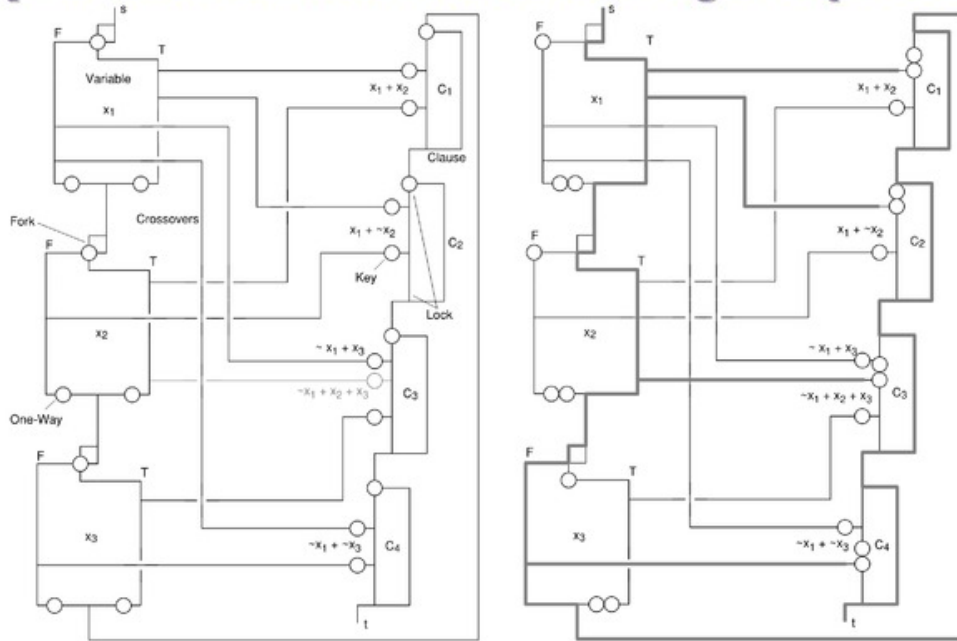 s
F
T
Variable
x₁
x₁ + x₂
C₁
Clause
Crossovers
Fork
F
T
x₁ + ~x₂
C₂
Key
Lock
x₂
~ x₁ + x₃
~x₁ + x₂ + x₃
C₃
One-Way
F
T
x₃
~x₁ + ~x₃
C₄
t
s
F
T
x₁
x₁ + x₂
C₁
x₁ + ~x₂
C₂
F
T
x₂
~ x₁ + x₃
~x₁ + x₂ + x₃
C₃
F
T
x₃
~x₁ + ~x₃
C₄
t